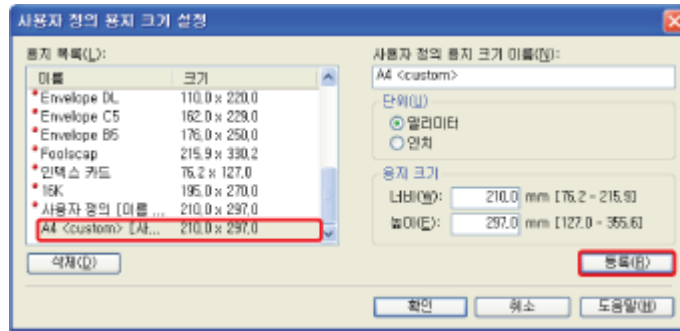 사용자 정의 용지 크기 설정
용지 목록(L):
이름 크기
*Envelope DL 110.0 x 220.0
*Envelope C5 162.0 x 229.0
*Envelope B5 176.0 x 250.0
*Foolscap 215.9 x 330.2
*인덱스 카드 76.2 x 127.0
*16K 195.0 x 270.0
*사용자 정의 [이름 ... 210.0 x 297.0
A4 <custom> [사... 210.0 x 297.0
삭제(D)
사용자 정의 용지 크기 이름(N):
A4 <custom>
단위(U)
밀리미터
인치
용지 크기
너비(W): 210.0 mm [76.2 - 215.9]
높이(E): 297.0 mm [127.0 - 355.6]
등록(R)
확인 취소 도움말(H)